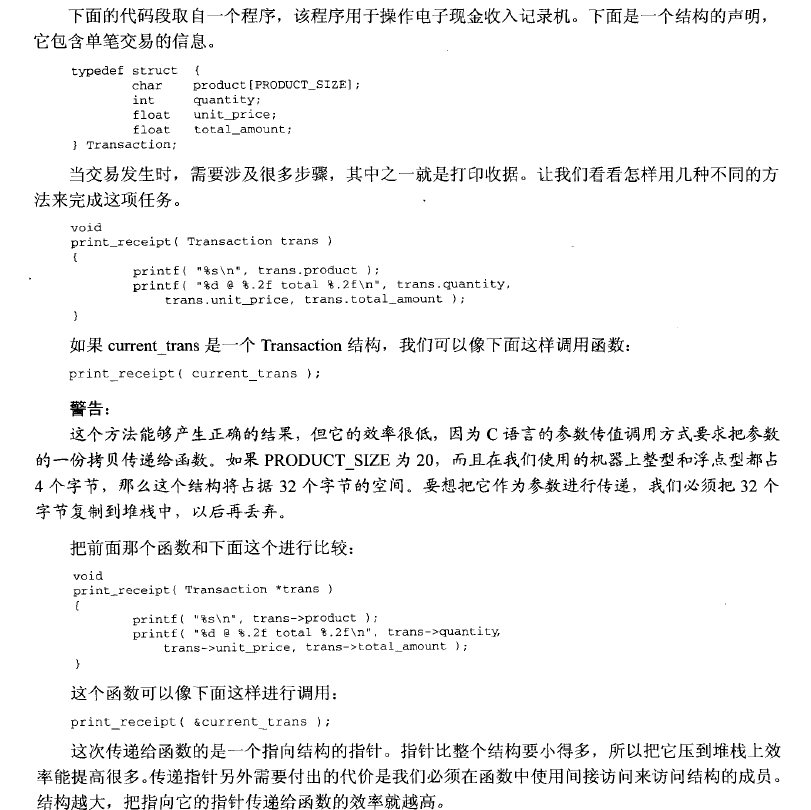 下面的代码段取自一个程序，该程序用于操作电子现金收入记录机。下面是一个结构的声明，
它包含单笔交易的信息。
typedef struct {
char product[PRODUCT_SIZE];
int quantity;
float unit_price;
float total_amount;
} Transaction;
当交易发生时，需要涉及很多步骤，其中之一就是打印收据。让我们看看怎样用几种不同的方
法来完成这项任务。
void
print_receipt( Transaction trans )
{
printf( "%s\n", trans.product );
printf( "%d @ %.2f total %.2f\n", trans.quantity,
trans.unit_price, trans.total_amount );
}
如果 current_trans 是一个 Transaction 结构，我们可以像下面这样调用函数：
print_receipt( current_trans );
警告：
这个方法能够产生正确的结果，但它的效率很低，因为 C 语言的参数传值调用方式要求把参数
的一份拷贝传递给函数。如果 PRODUCT_SIZE 为 20，而且在我们使用的机器上整型和浮点型都占
4 个字节，那么这个结构将占据 32 个字节的空间。要想把它作为参数进行传递，我们必须把 32 个
字节复制到堆栈中，以后再丢弃。
把前面那个函数和下面这个进行比较：
void
print_receipt( Transaction *trans )
{
printf( "%s\n", trans->product );
printf( "%d @ %.2f total %.2f\n", trans->quantity,
trans->unit_price, trans->total_amount );
}
这个函数可以像下面这样进行调用：
print_receipt( &current_trans );
这次传递给函数的是一个指向结构的指针。指针比整个结构要小得多，所以把它压到堆栈上效
率能提高很多。传递指针另外需要付出的代价是我们必须在函数中使用间接访问来访问结构的成员。
结构越大，把指向它的指针传递给函数的效率就越高。